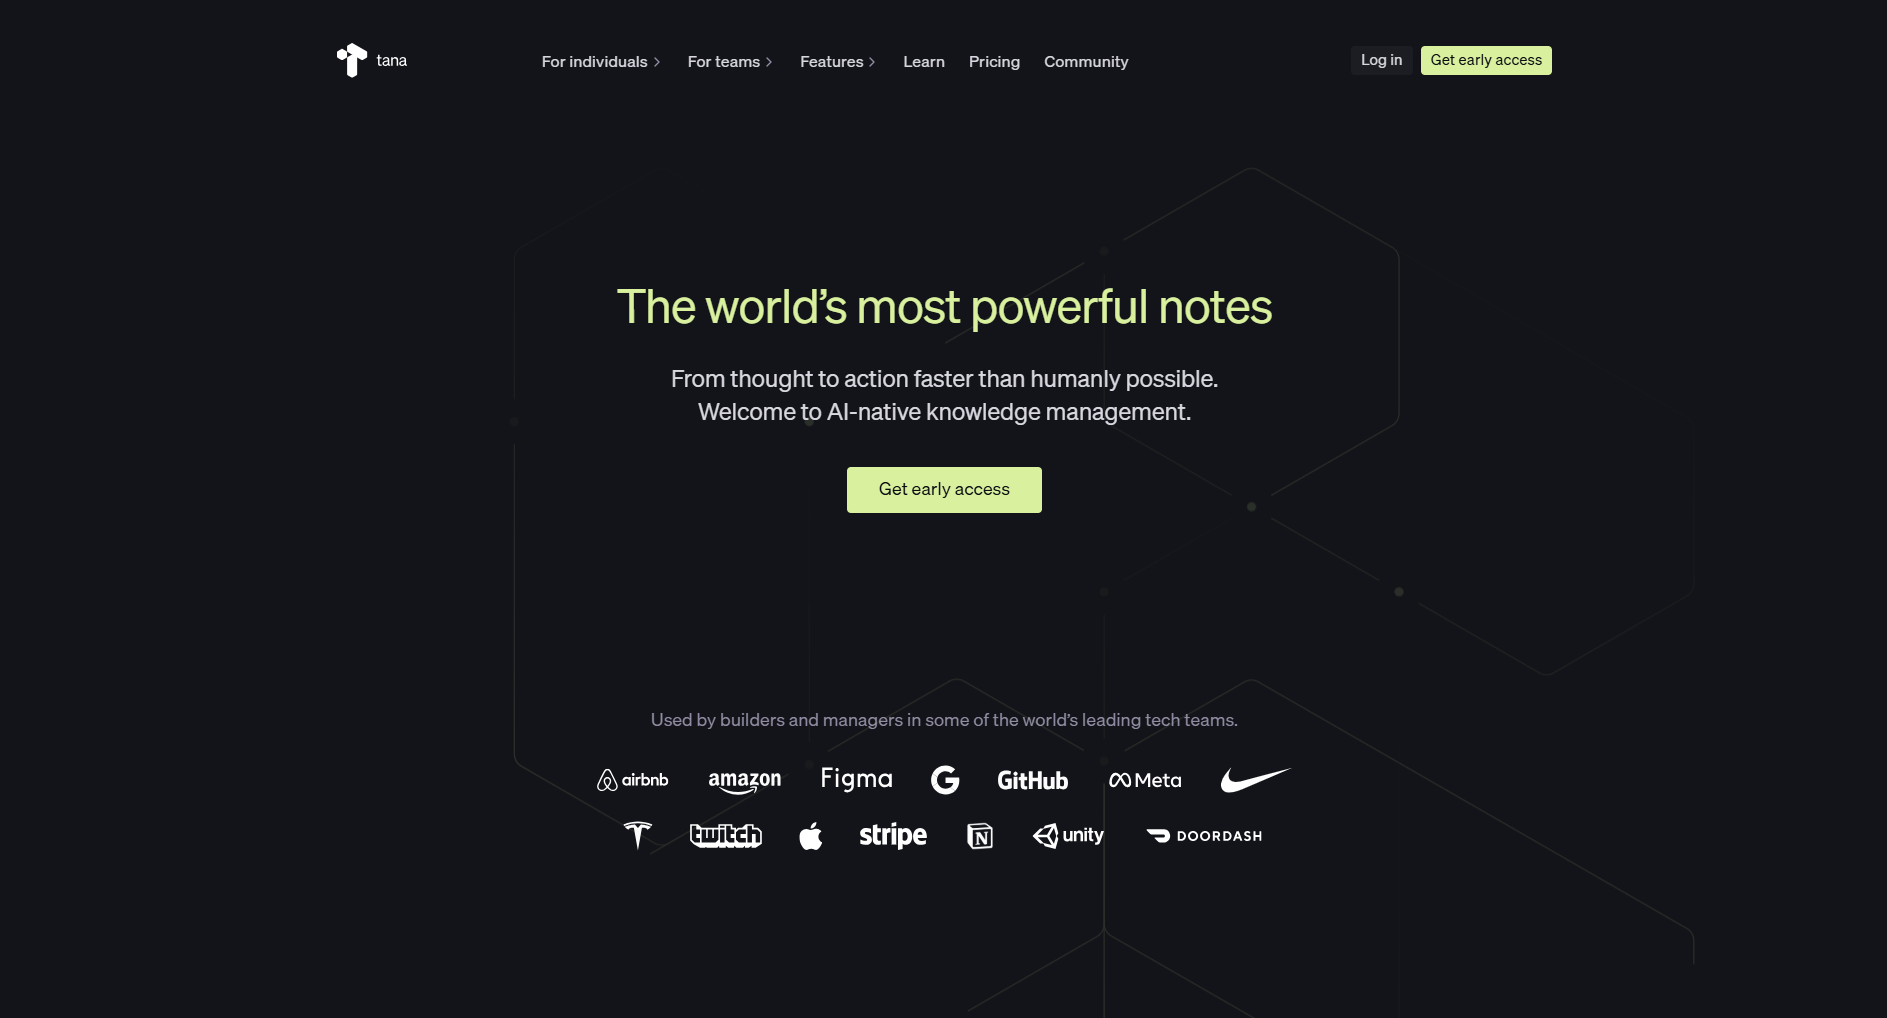 tana
For individuals
For teams
Features
Learn
Pricing
Community
Log in
Get early access
The world’s most powerful notes
From thought to action faster than humanly possible.
Welcome to AI-native knowledge management.
Get early access
Used by builders and managers in some of the world’s leading tech teams.
airbnb
amazon
Figma
G
GitHub
Meta
twitch
stripe
N
unity
DOORDASH